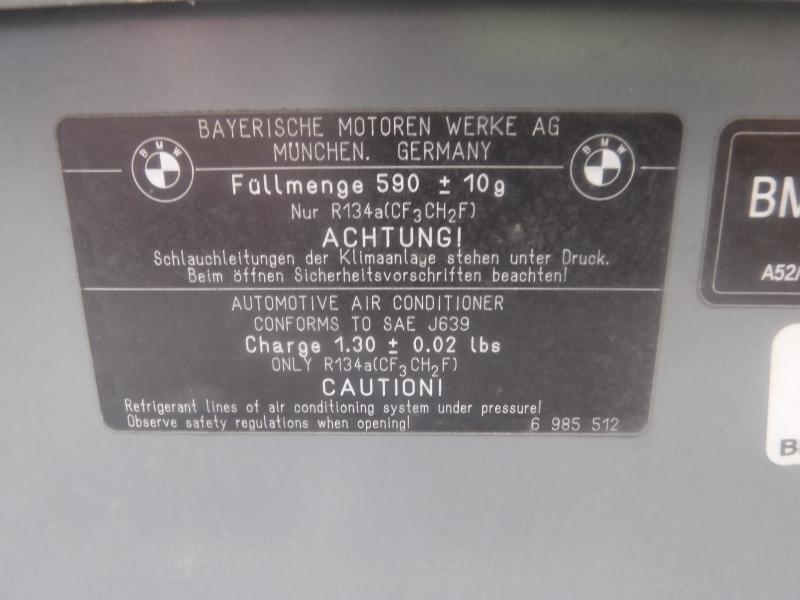 BAYERISCHE MOTOREN WERKE AG
MÜNCHEN. GERMANY
BMW
BMW
Füllmenge 590 ± 10g
Nur R134a(CF₃CH₂F)
ACHTUNG!
Schlauchleitungen der Klimaanlage stehen unter Druck.
Beim öffnen Sicherheitsvorschriften beachten!
AUTOMOTIVE AIR CONDITIONER
CONFORMS TO SAE J639
Charge 1.30 ± 0.02 lbs
ONLY R134a(CF₃CH₂F)
CAUTION!
Refrigerant lines of air conditioning system under pressure!
Observe safety regulations when opening!
6 985 512
BM
A52/